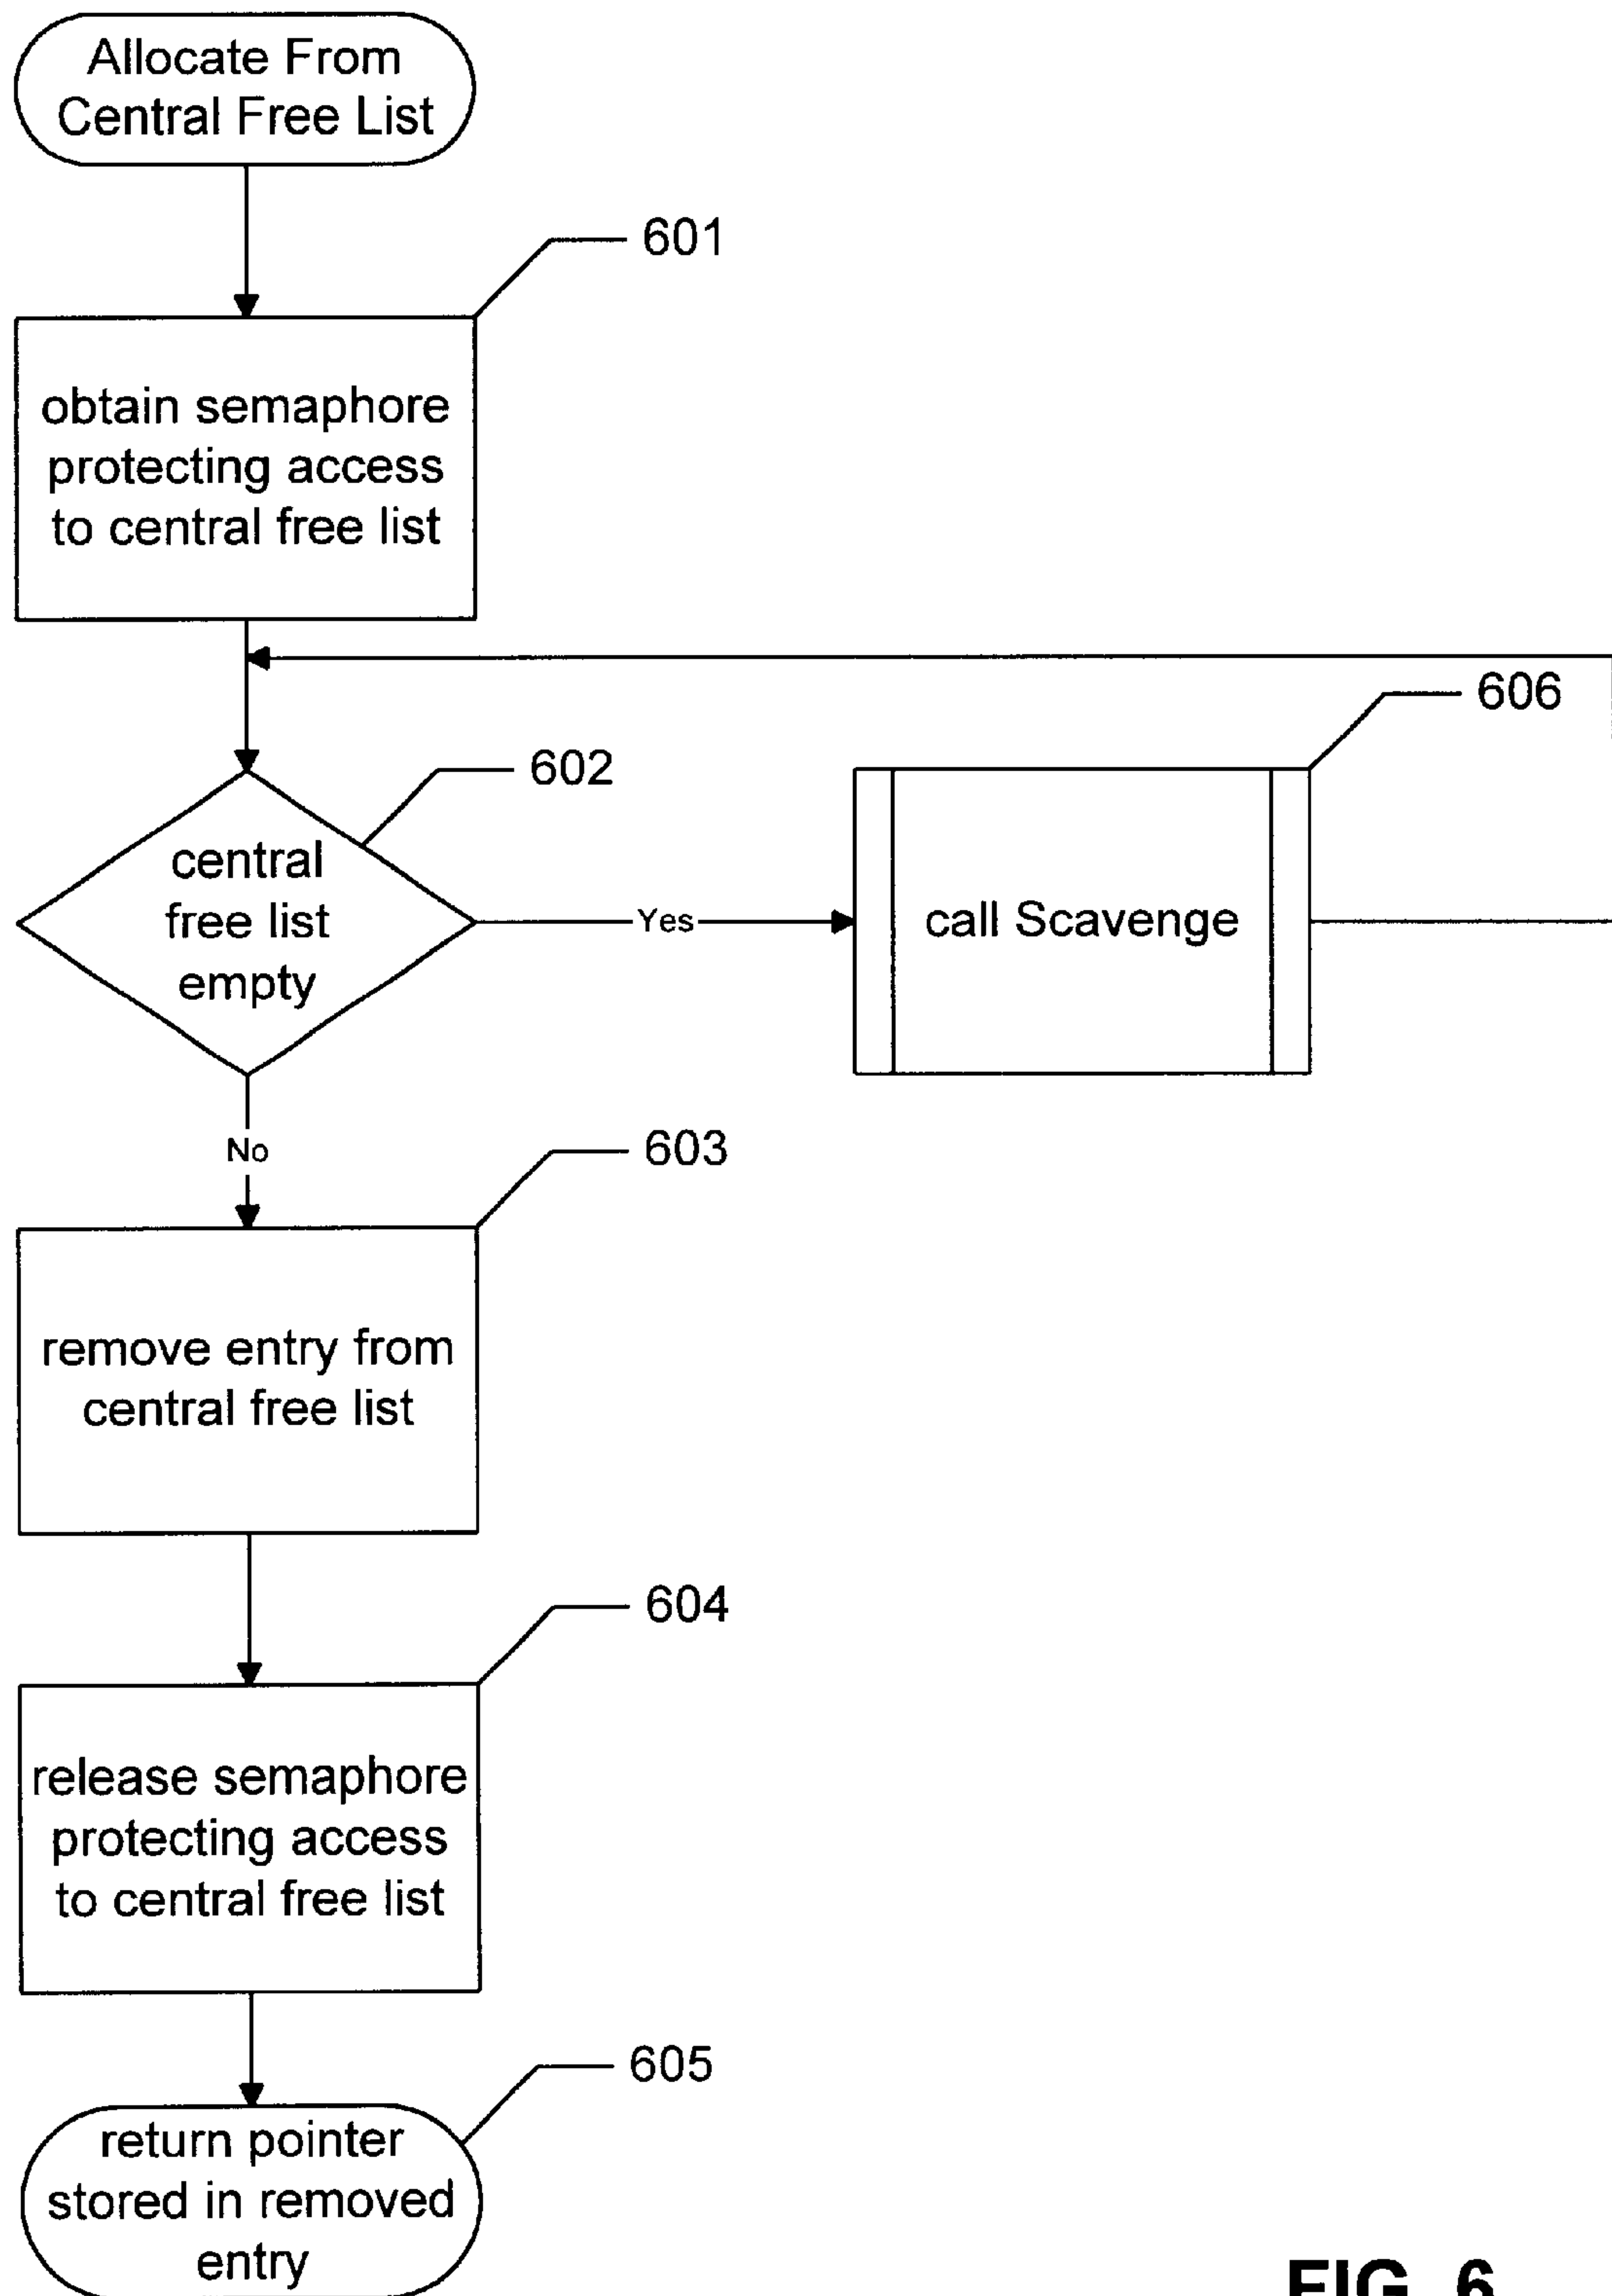 Allocate From
Central Free List
601
obtain semaphore
protecting access
to central free list
606
602
central
free list
empty
Yes
call Scavenge
No
603
remove entry from
central free list
604
release semaphore
protecting access
to central free list
605
return pointer
stored in removed
entry
FIG. 6